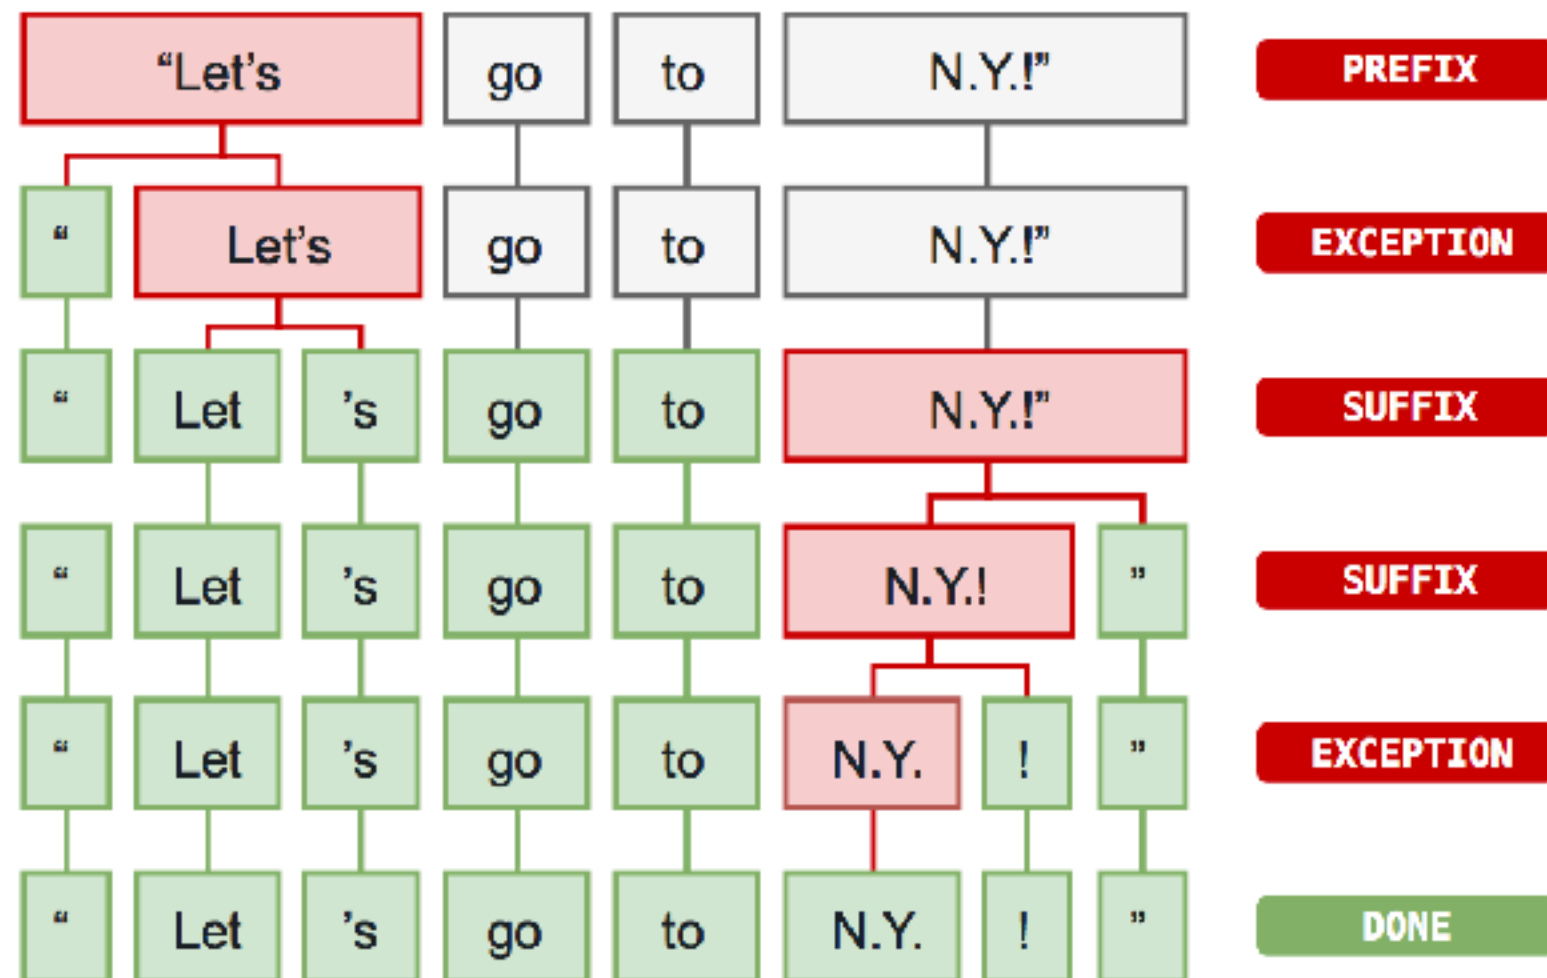 “Let’s go to N.Y.!” PREFIX
“ Let’s go to N.Y.!” EXCEPTION
“ Let ’s go to N.Y.!” SUFFIX
“ Let ’s go to N.Y.! ” SUFFIX
“ Let ’s go to N.Y. ! ” EXCEPTION
“ Let ’s go to N.Y. ! ” DONE